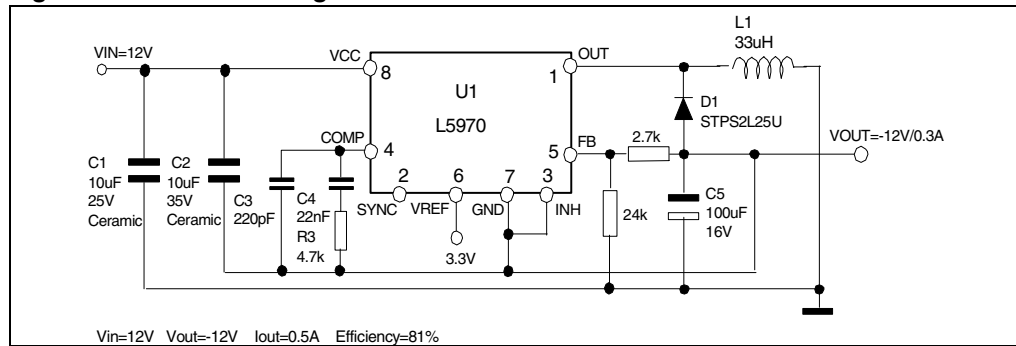 VIN=12V
VCC
8
U1
L5970
OUT
1
L1
33uH
D1
STPS2L25U
VOUT=-12V/0.3A
COMP
4
FB
5
2.7k
C1
10uF
25V
Ceramic
C2
10uF
35V
Ceramic
C3
220pF
C4
22nF
R3
4.7k
2
SYNC
6
VREF
3.3V
7
GND
3
INH
24k
C5
100uF
16V
Vin=12V Vout=-12V Iout=0.5A Efficiency=81%